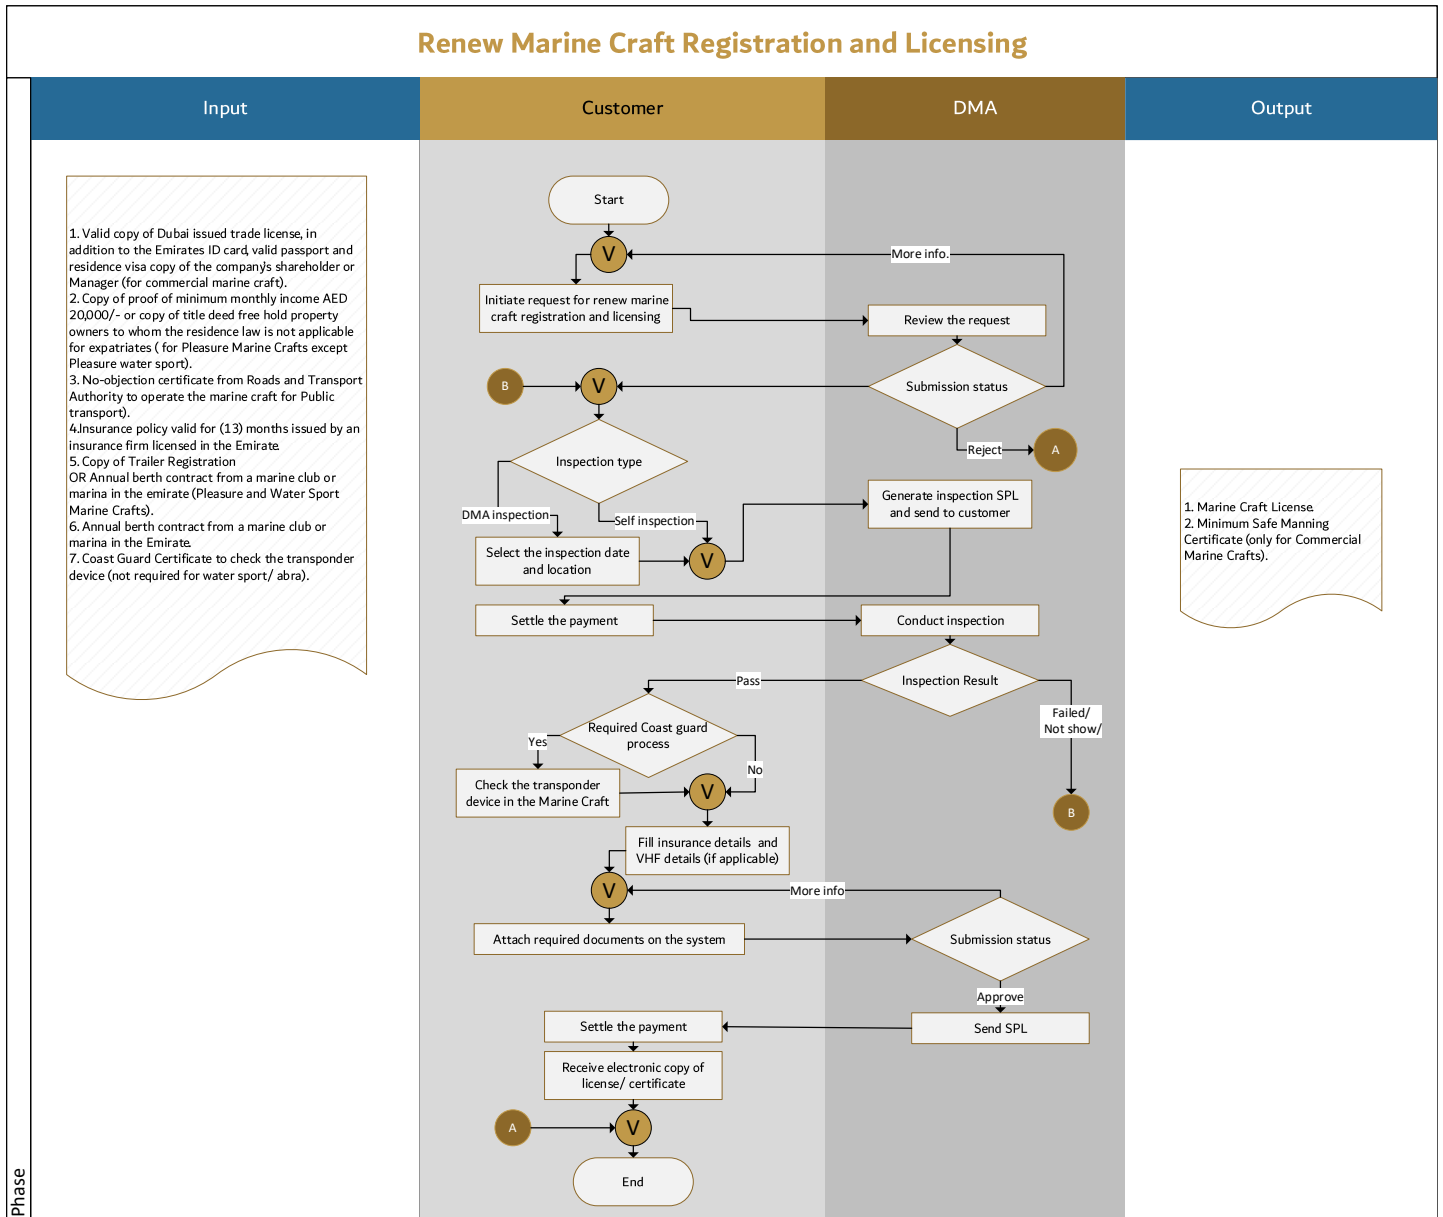 Renew Marine Craft Registration and Licensing
Input
Customer
DMA
Output
1. Valid copy of Dubai issued trade license, in
addition to the Emirates ID card, valid passport and
residence visa copy of the company's shareholder or
Manager (for commercial marine craft).
2. Copy of proof of minimum monthly income AED
20,000/- or copy of title deed free hold property
owners to whom the residence law is not applicable
for expatriates ( for Pleasure Marine Crafts except
Pleasure water sport).
3. No-objection certificate from Roads and Transport
Authority to operate the marine craft for Public
transport).
4.Insurance policy valid for (13) months issued by an
insurance firm licensed in the Emirate.
5. Copy of Trailer Registration
OR Annual berth contract from a marine club or
marina in the emirate (Pleasure and Water Sport
Marine Crafts).
6. Annual berth contract from a marine club or
marina in the Emirate.
7. Coast Guard Certificate to check the transponder
device (not required for water sport/ abra).
Start
V
More info.
Initiate request for renew marine
craft registration and licensing
Review the request
B
V
Submission status
Reject
A
Inspection type
DMA inspection
Self inspection
Generate inspection SPL
and send to customer
Select the inspection date
and location
V
Settle the payment
Conduct inspection
Pass
Inspection Result
Failed/
Not show/
Required Coast guard
process
Yes
No
Check the transponder
device in the Marine Craft
V
B
Fill insurance details and
VHF details (if applicable)
V
More info
Attach required documents on the system
Submission status
Approve
Settle the payment
Send SPL
Receive electronic copy of
license/ certificate
A
V
End
1. Marine Craft License.
2. Minimum Safe Manning
Certificate (only for Commercial
Marine Crafts).
Phase